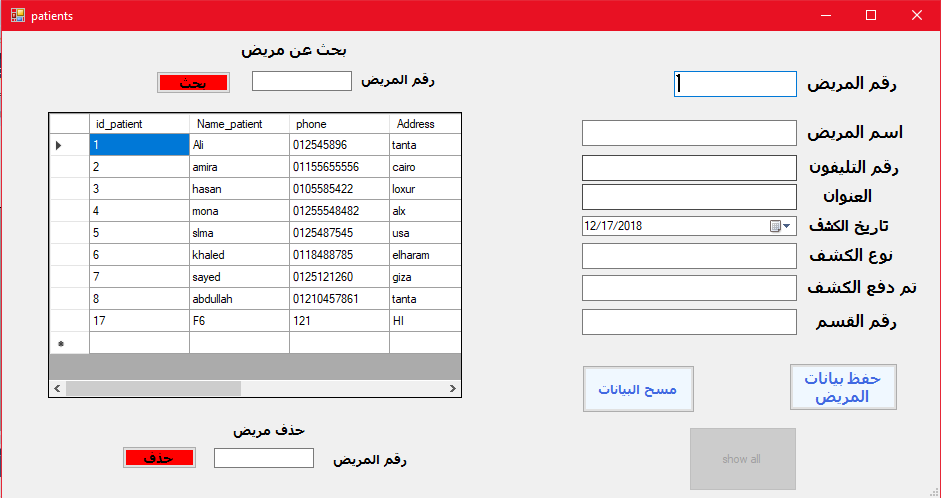 patients
بحث عن مريض
رقم المريض
بحث
id_patient Name_patient phone Address
1 Ali 012545896 tanta
2 amira 01155655556 cairo
3 hasan 0105585422 loxur
4 mona 01255548482 alx
5 slma 0125487545 usa
6 khaled 0118488785 elharam
7 sayed 0125121260 giza
8 abdullah 01210457861 tanta
17 F6 121 HI
حذف مريض
رقم المريض
حذف
رقم المريض
1
اسم المريض
رقم التليفون
العنوان
تاريخ الكشف
12/17/2018
نوع الكشف
تم دفع الكشف
رقم القسم
حفظ بيانات
المريض
مسح البيانات
show all